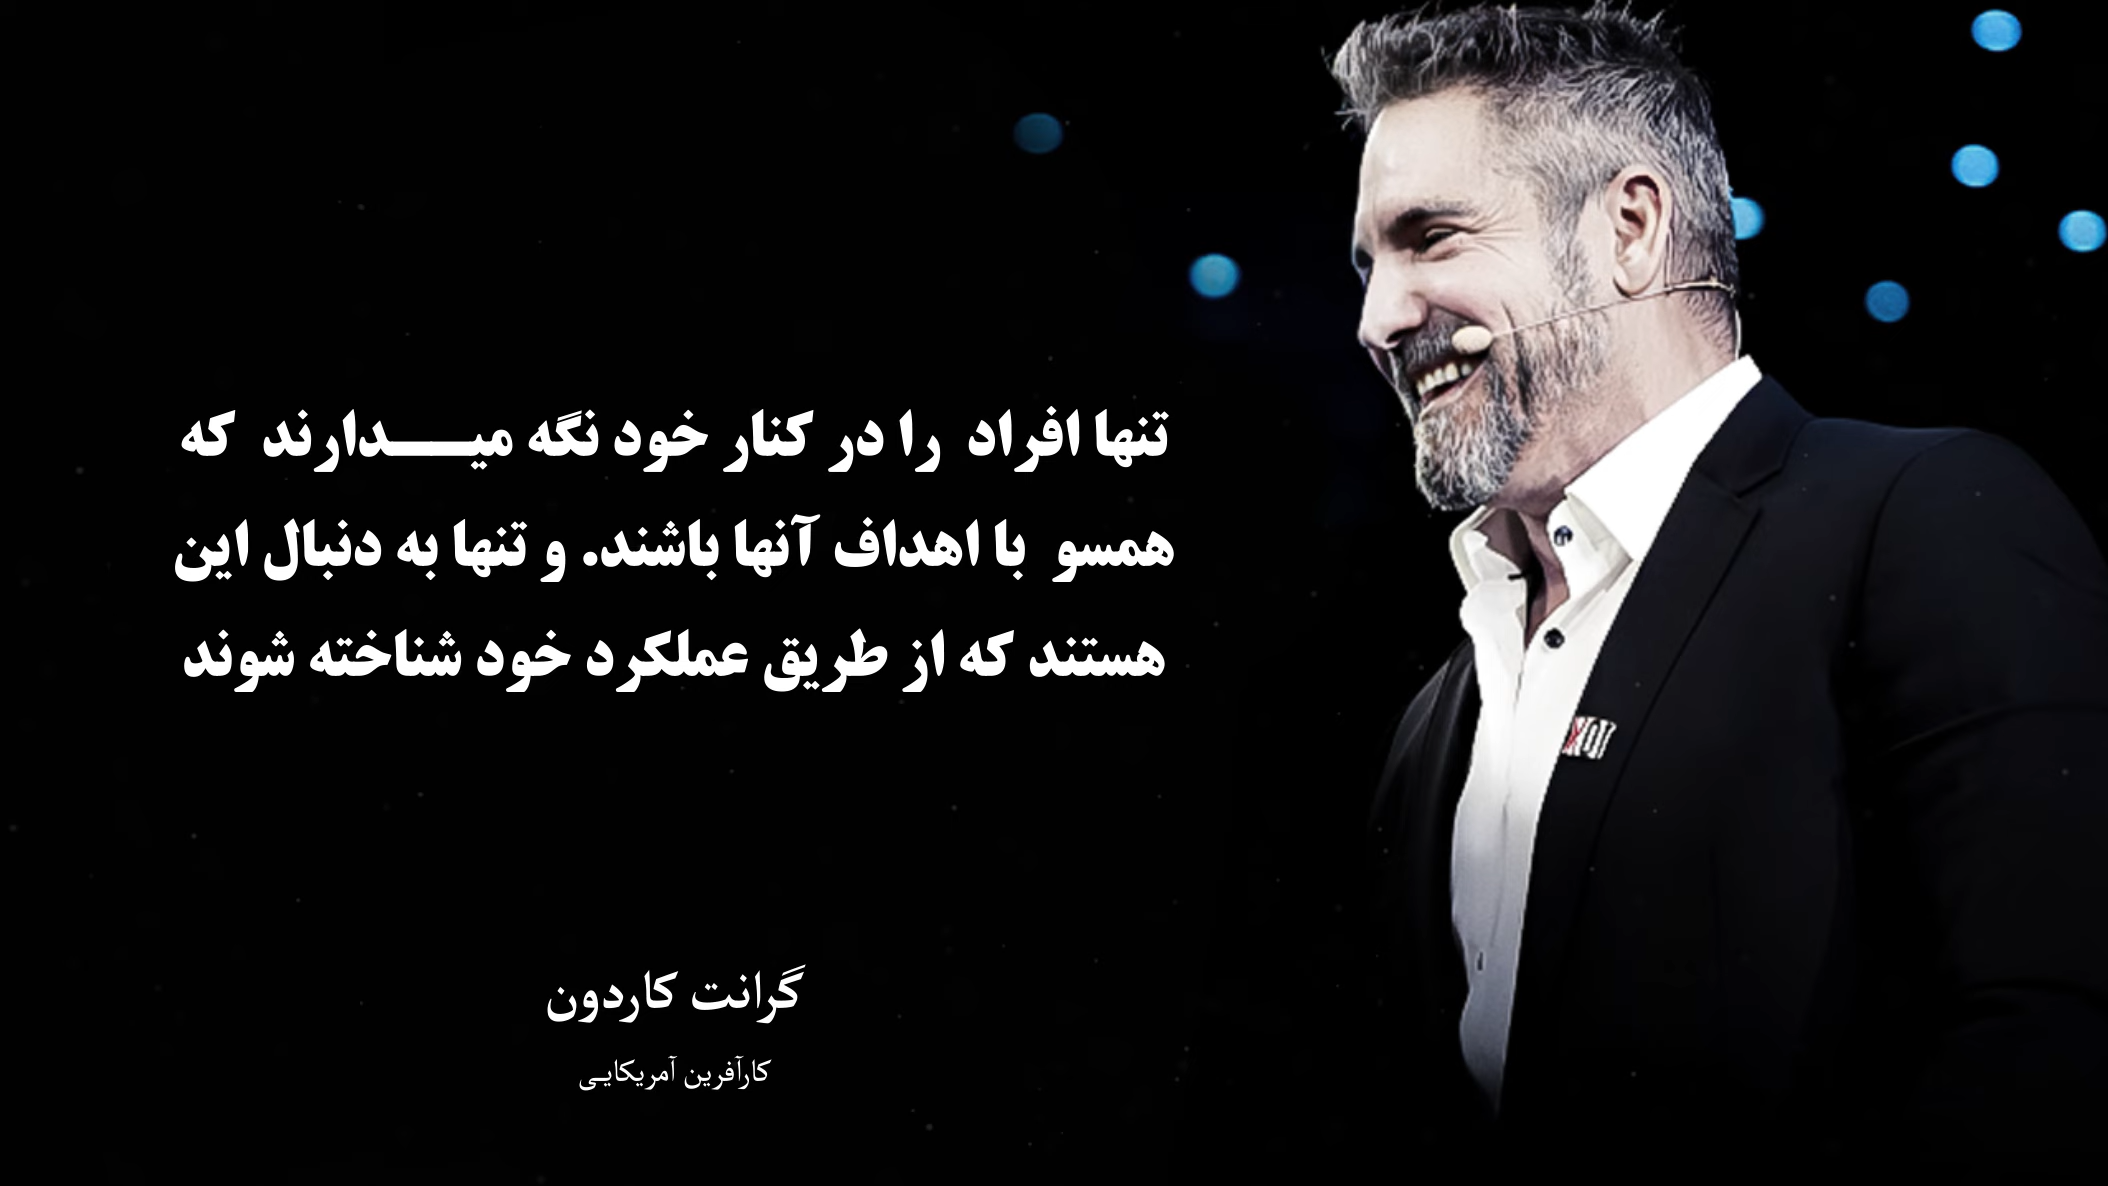 تنها افراد را در کنار خود نگه میـــدارند که
همسو با اهداف آنها باشند. و تنها به دنبال این
هستند که از طریق عملکرد خود شناخته شوند
گرانت کاردون
کارآفرین آمریکایی